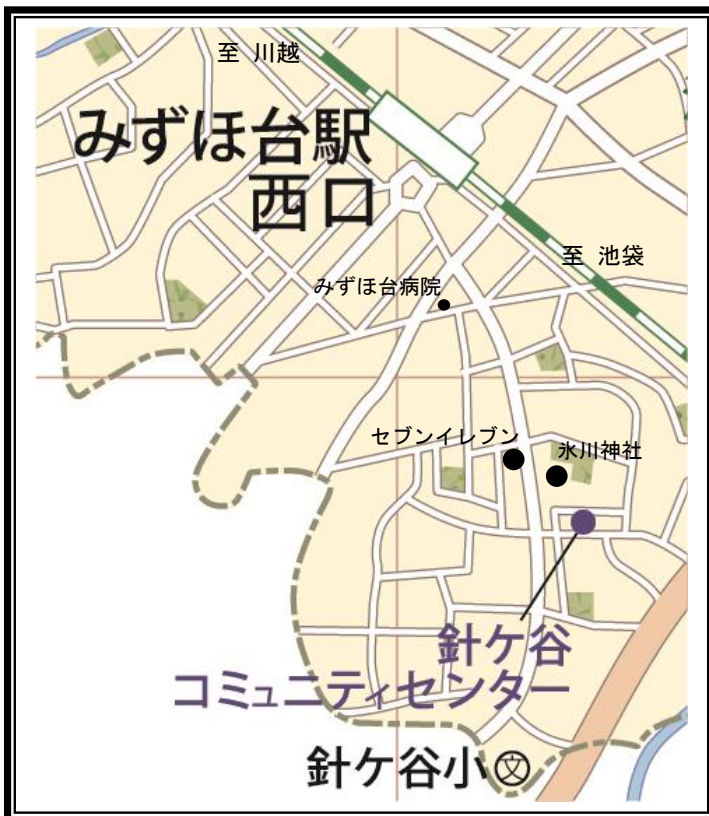 至 川越
みずほ台駅
西口
至 池袋
みずほ台病院
セブンイレブン
氷川神社
針ケ谷
コミュニティセンター
針ケ谷小
文